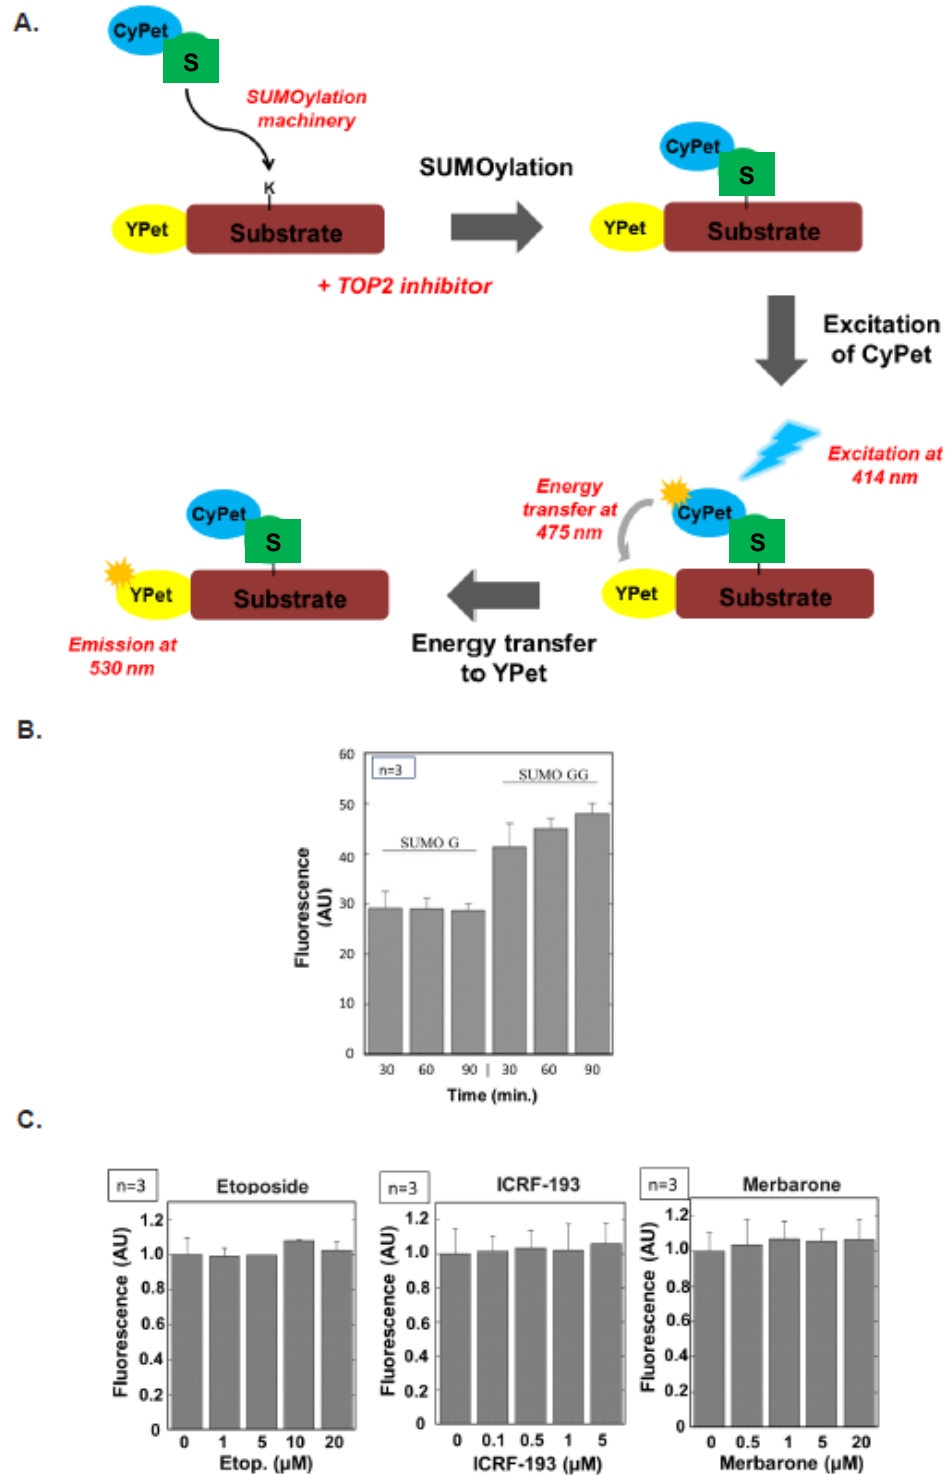 A.
CyPet
S
SUMOylation
machinery
K
YPet
Substrate
+ TOP2 inhibitor
SUMOylation
CyPet
S
YPet
Substrate
Excitation
of CyPet
Excitation at
414 nm
Energy
transfer at
475 nm
CyPet
S
YPet
Substrate
Energy transfer
to YPet
CyPet
S
YPet
Substrate
Emission at
530 nm
B.
n=3
SUMO GG
SUMO G
Fluorescence
(AU)
60
50
40
30
20
10
0
30 60 90 | 30 60 90
Time (min.)
C.
n=3
Etoposide
Fluorescence (AU)
1.2
1.0
0.8
0.6
0.4
0.2
0
0 1 5 10 20
Etop. (μM)
n=3
ICRF-193
Fluorescence (AU)
1.2
1.0
0.8
0.6
0.4
0.2
0
0 0.1 0.5 1 5
ICRF-193 (μM)
n=3
Merbarone
Fluorescence (AU)
1.2
1.0
0.8
0.6
0.4
0.2
0
0 0.5 1 5 20
Merbarone (μM)